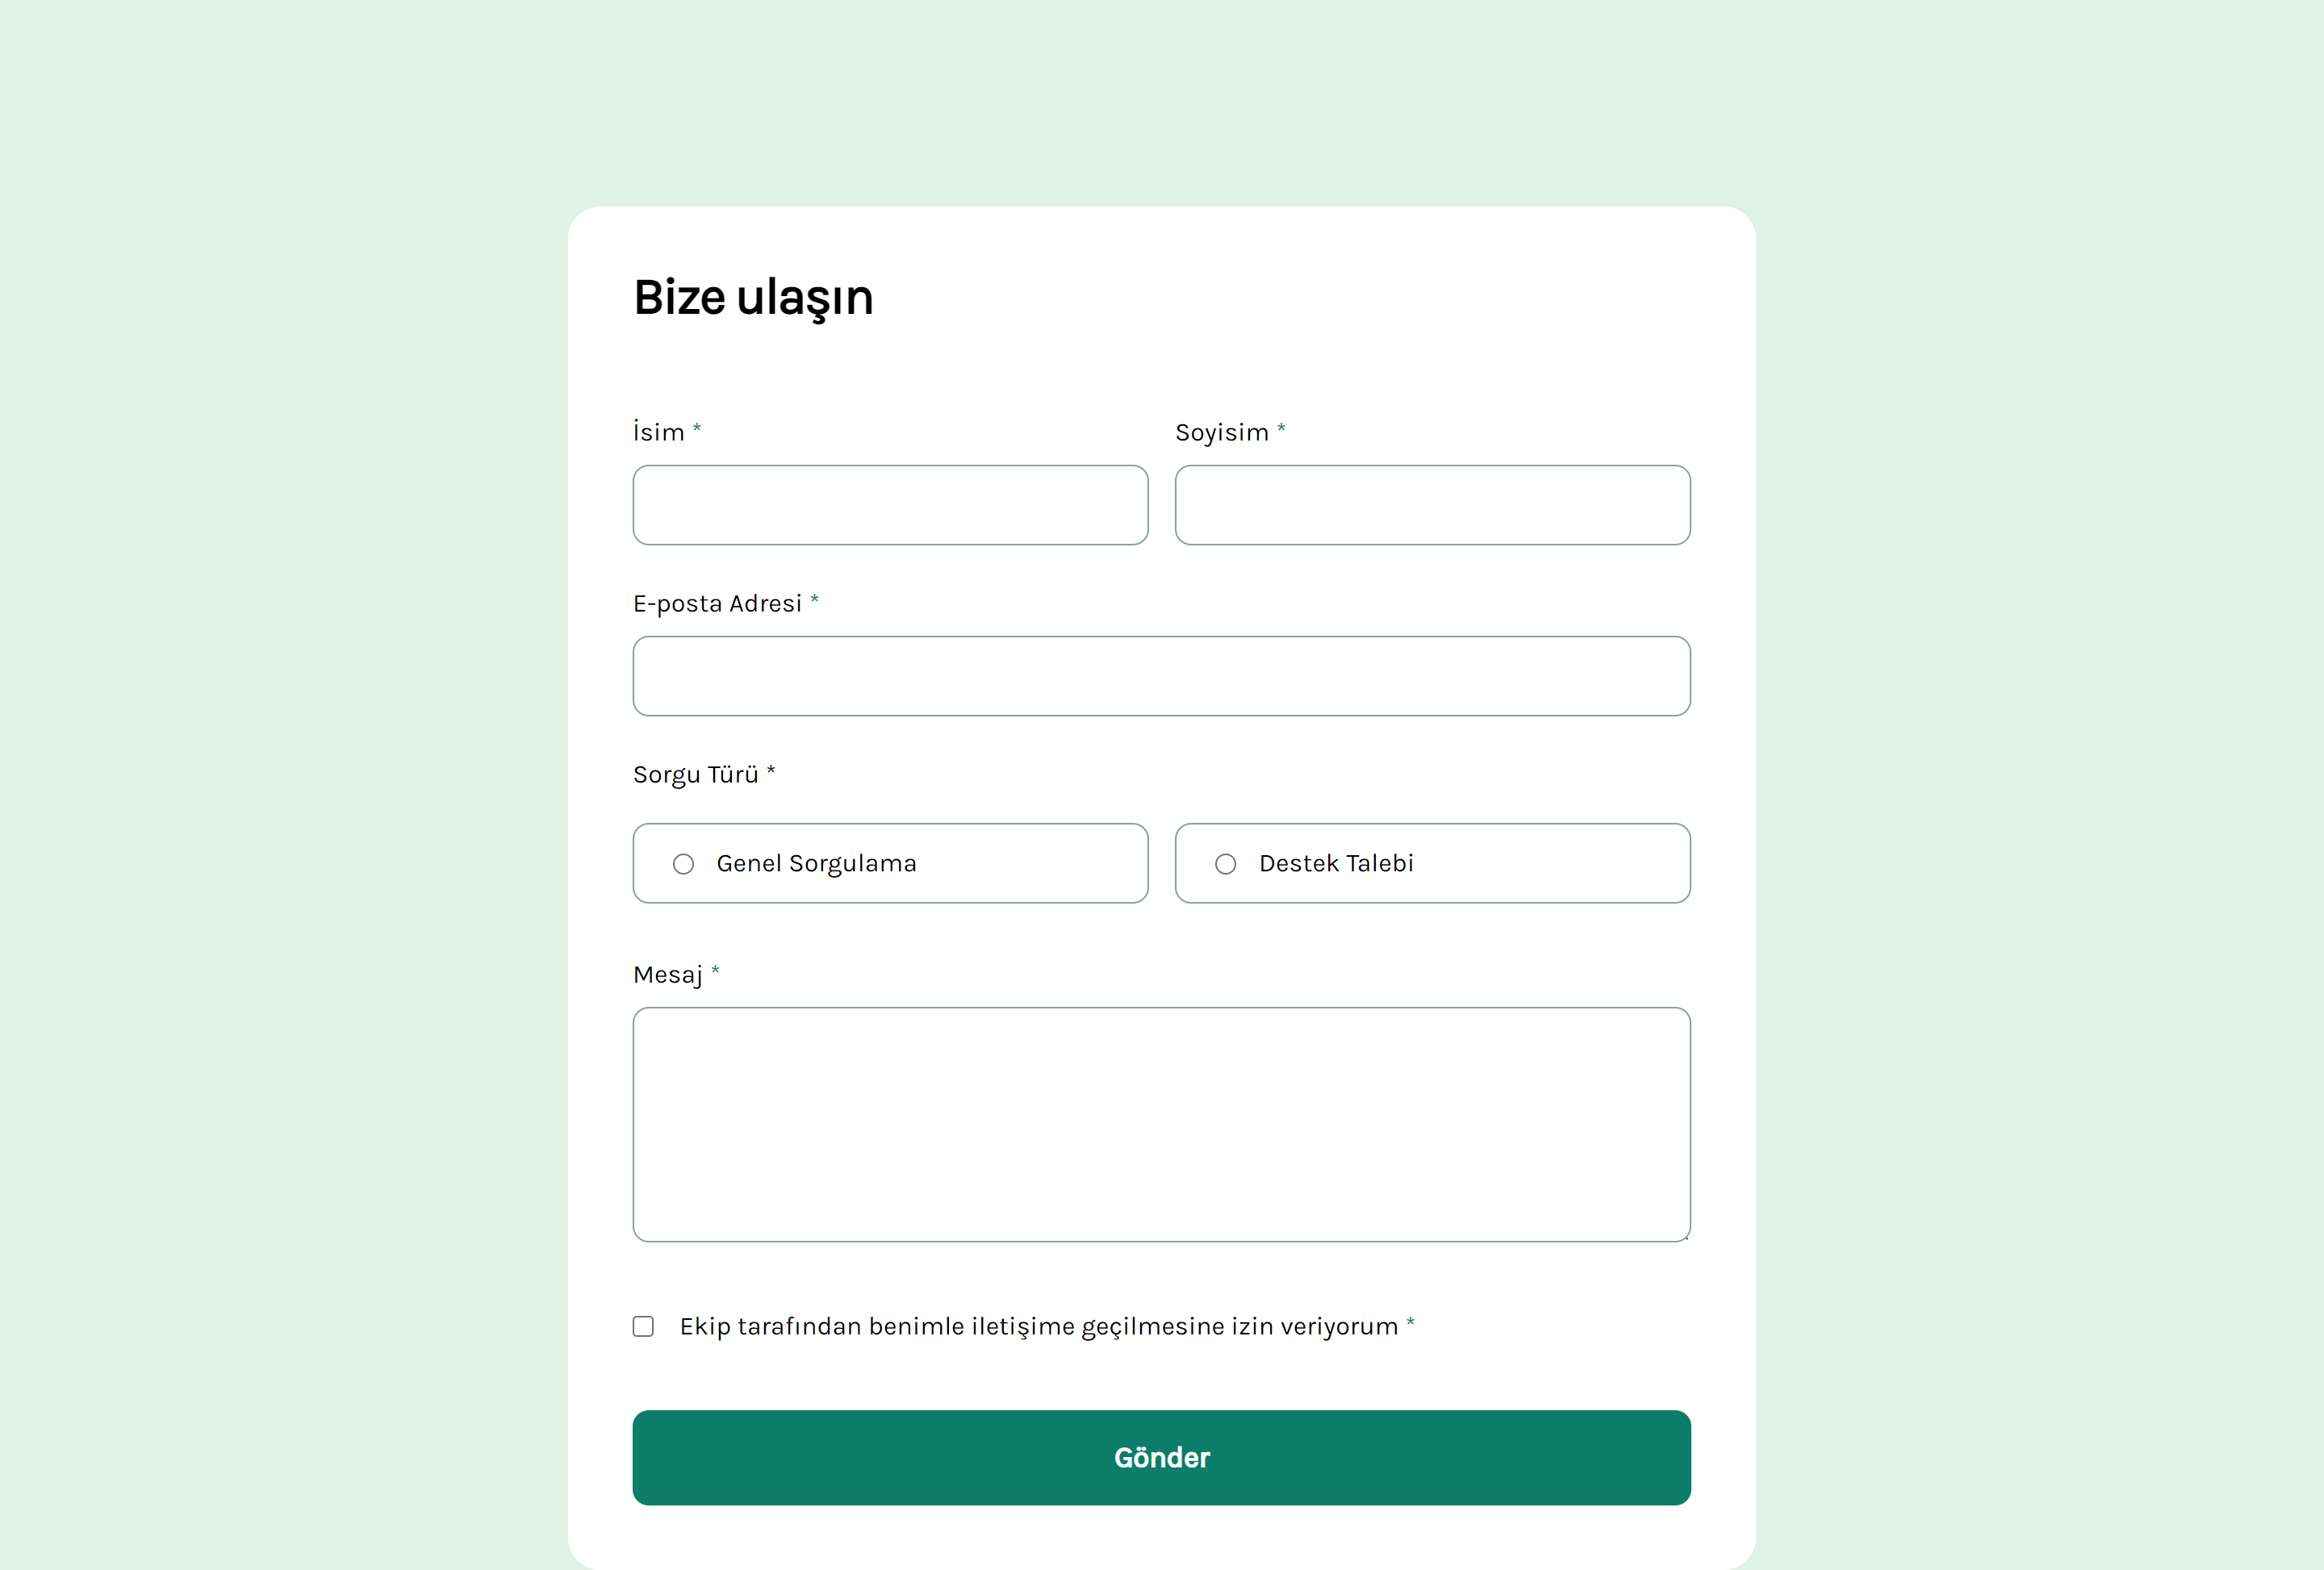 Bize ulaşın
İsim * Soyisim *
E-posta Adresi *
Sorgu Türü *
Genel Sorgulama Destek Talebi
Mesaj *
Ekip tarafından benimle iletişime geçilmesine izin veriyorum *
Gönder